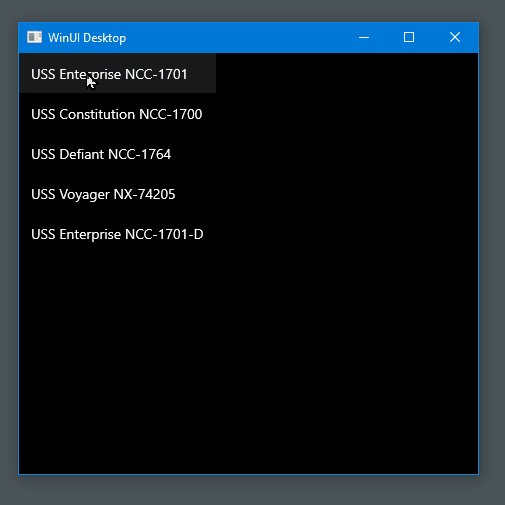 WinUI Desktop
USS Enterprise NCC-1701
USS Constitution NCC-1700
USS Defiant NCC-1764
USS Voyager NX-74205
USS Enterprise NCC-1701-D